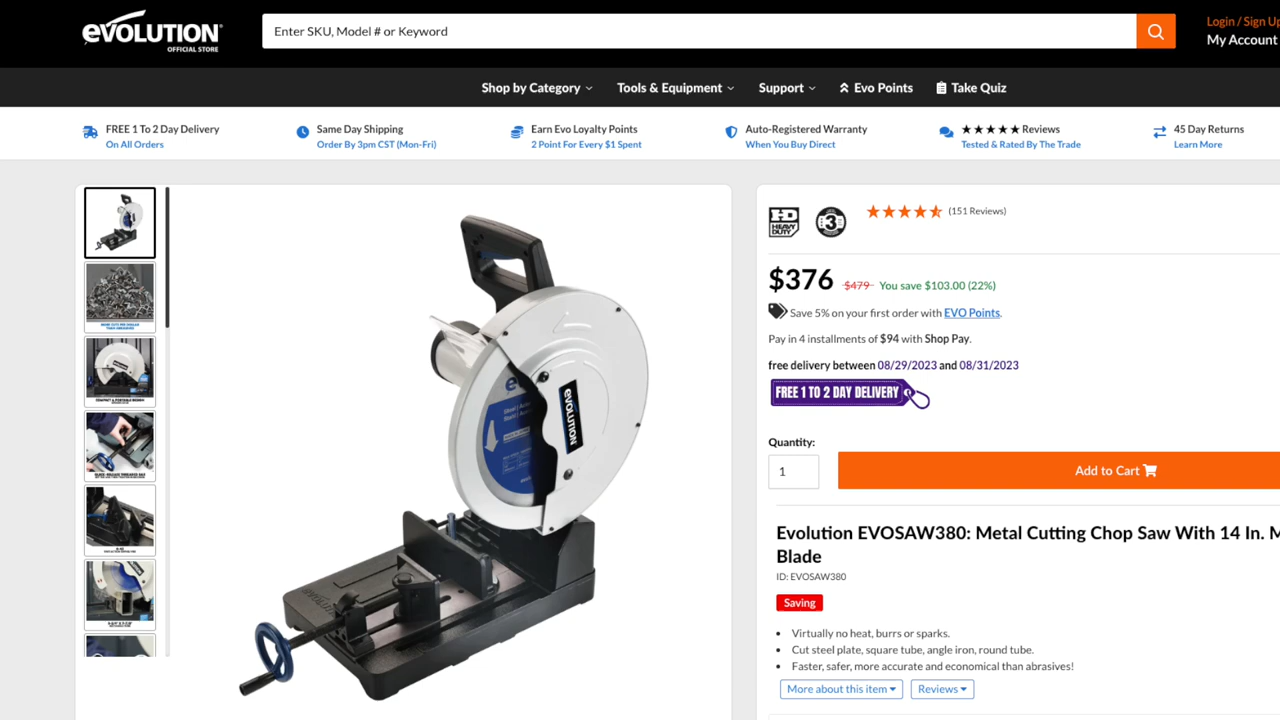 evolution
OFFICIAL STORE
Enter SKU, Model # or Keyword
Login / Sign Up
My Account
Shop by Category
Tools & Equipment
Support
Evo Points
Take Quiz
FREE 1 To 2 Day Delivery
On All Orders
Same Day Shipping
Order By 3pm CST (Mon-Fri)
Earn Evo Loyalty Points
2 Point For Every $1 Spent
Auto-Registered Warranty
When You Buy Direct
★★★★★ Reviews
Tested & Rated By The Trade
45 Day Returns
Learn More
HD
HEAVY
DUTY
3
(151 Reviews)
$376 $479 You save $103.00 (22%)
Save 5% on your first order with EVO Points.
Pay in 4 installments of $94 with Shop Pay.
free delivery between 08/29/2023 and 08/31/2023
FREE 1 TO 2 DAY DELIVERY
Quantity:
1
Add to Cart
Evolution EVOSAW380: Metal Cutting Chop Saw With 14 In. M
Blade
ID: EVOSAW380
Saving
• Virtually no heat, burrs or sparks.
• Cut steel plate, square tube, angle iron, round tube.
• Faster, safer, more accurate and economical than abrasives!
More about this item
Reviews
EVOLUTION